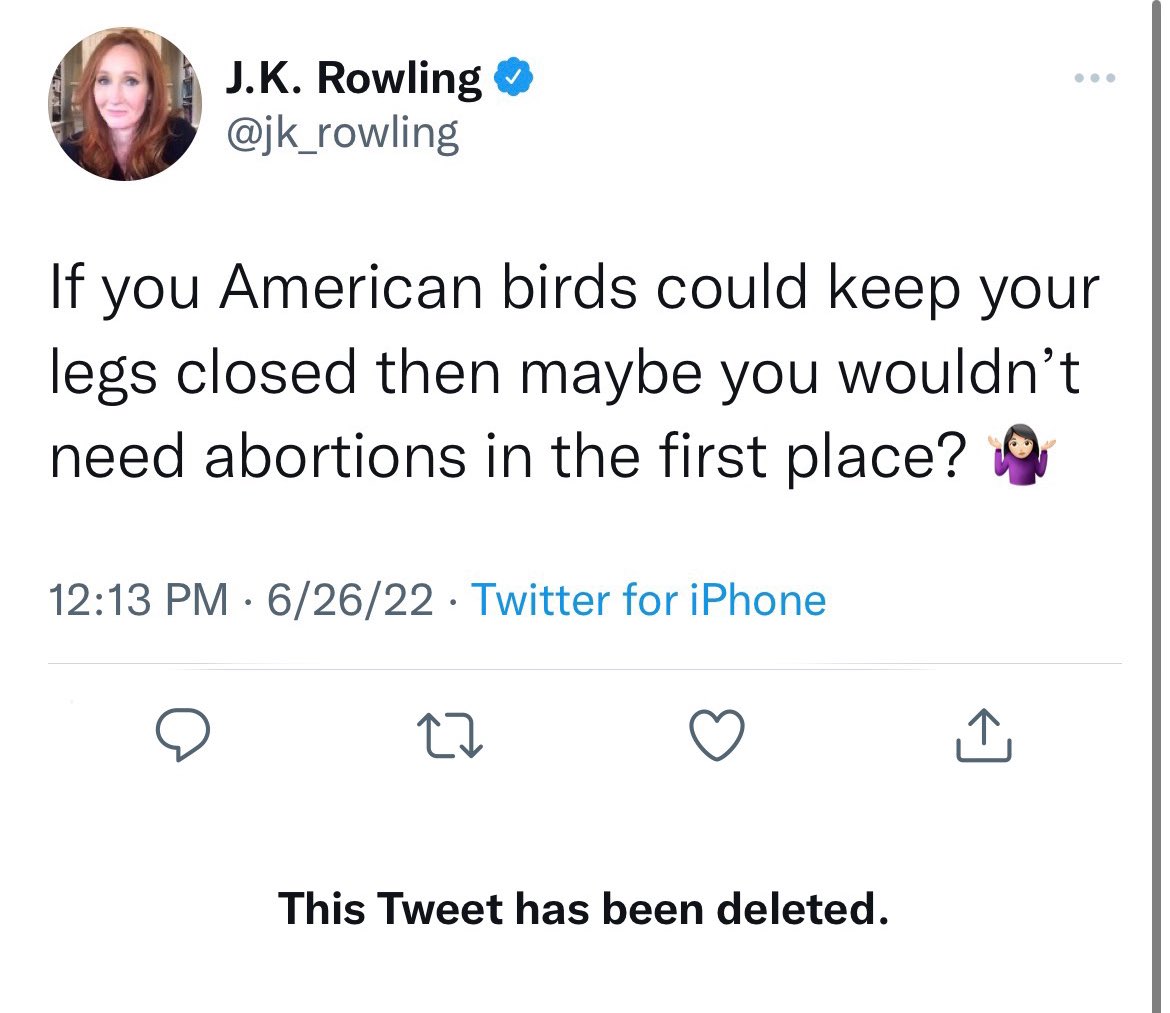 J.K. Rowling
@jk_rowling
If you American birds could keep your
legs closed then maybe you wouldn’t
need abortions in the first place? 🤷🏻‍♀️
12:13 PM · 6/26/22 · Twitter for iPhone
This Tweet has been deleted.